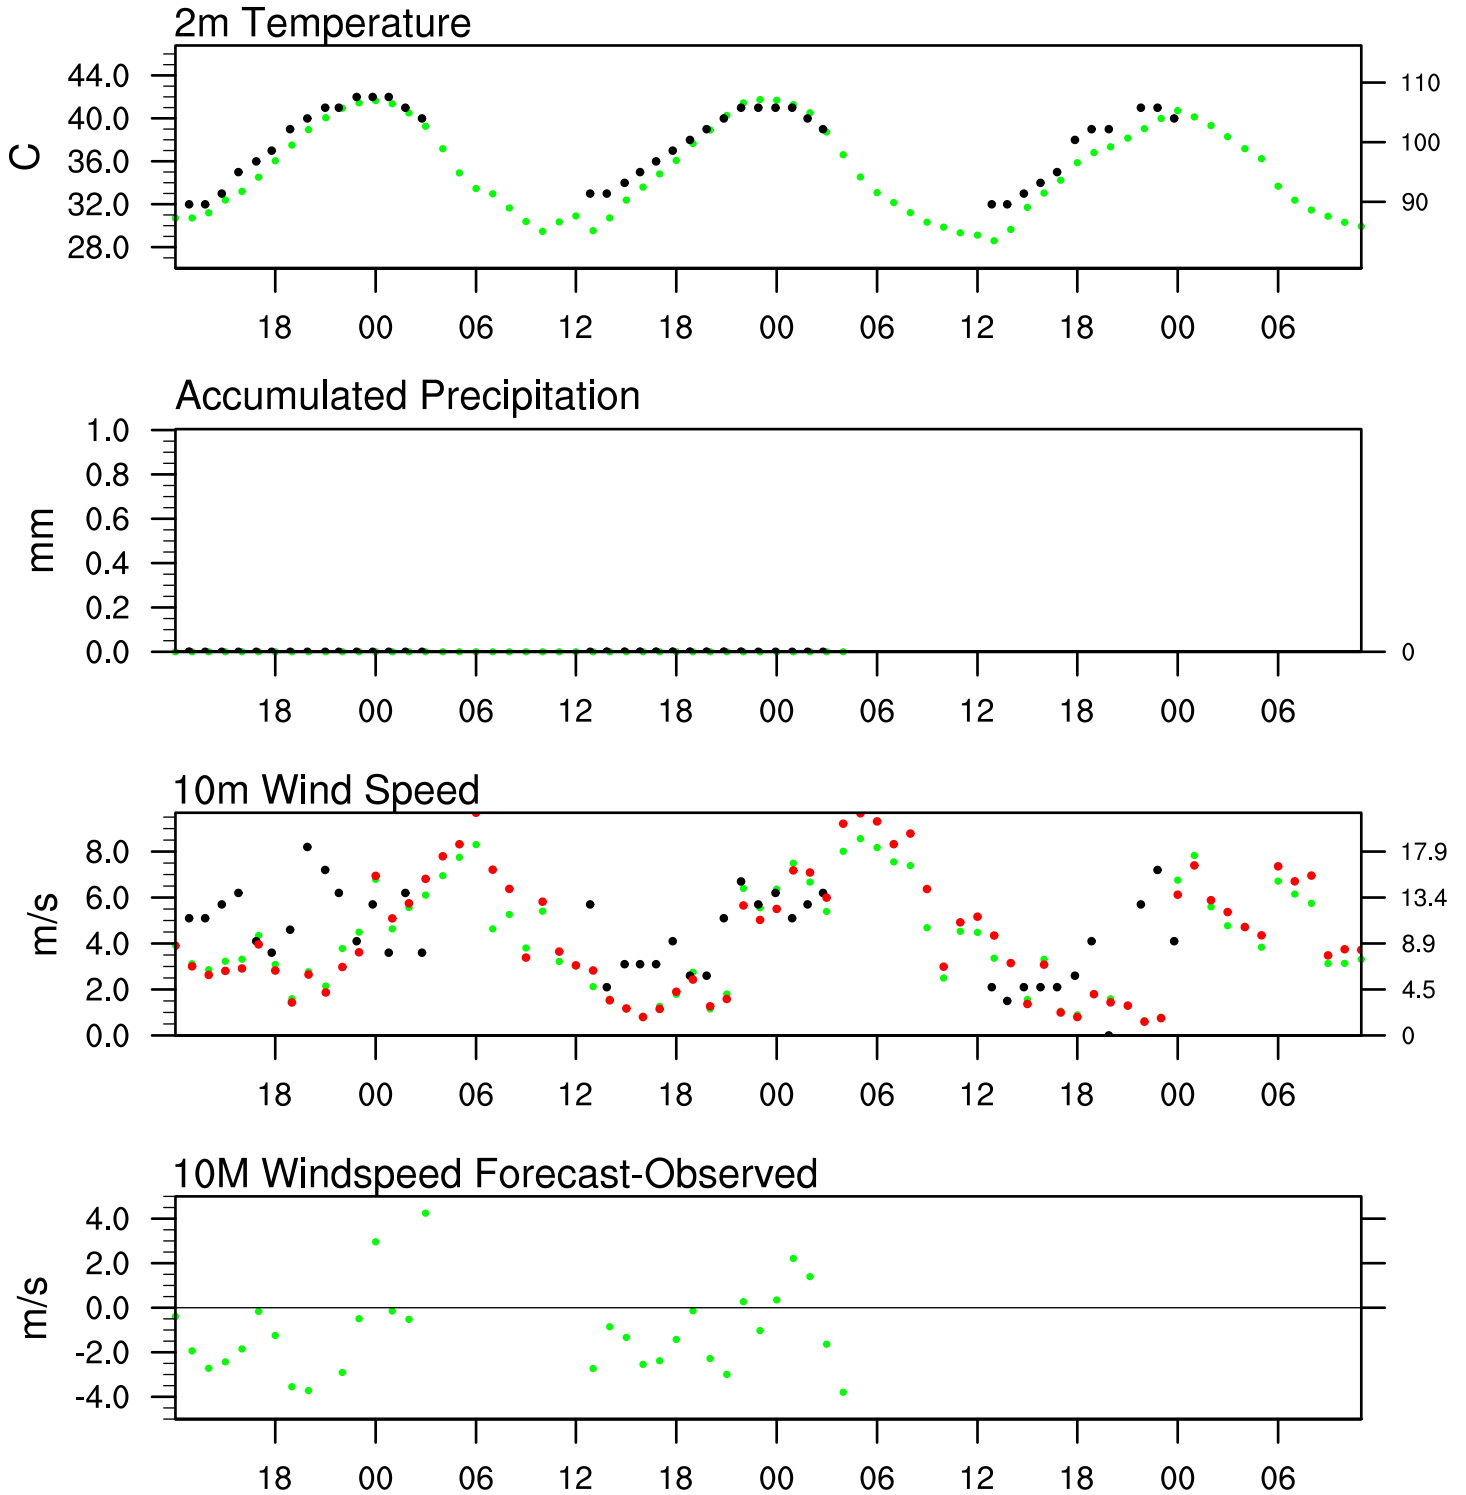 2m Temperature
44.0
40.0
36.0
32.0
28.0
C
110
100
90
18 00 06 12 18 00 06 12 18 00 06
Accumulated Precipitation
1.0
0.8
0.6
0.4
0.2
0.0
mm
0
18 00 06 12 18 00 06 12 18 00 06
10m Wind Speed
8.0
6.0
4.0
2.0
0.0
m/s
17.9
13.4
8.9
4.5
0
18 00 06 12 18 00 06 12 18 00 06
10M Windspeed Forecast-Observed
4.0
2.0
0.0
-2.0
-4.0
m/s
18 00 06 12 18 00 06 12 18 00 06